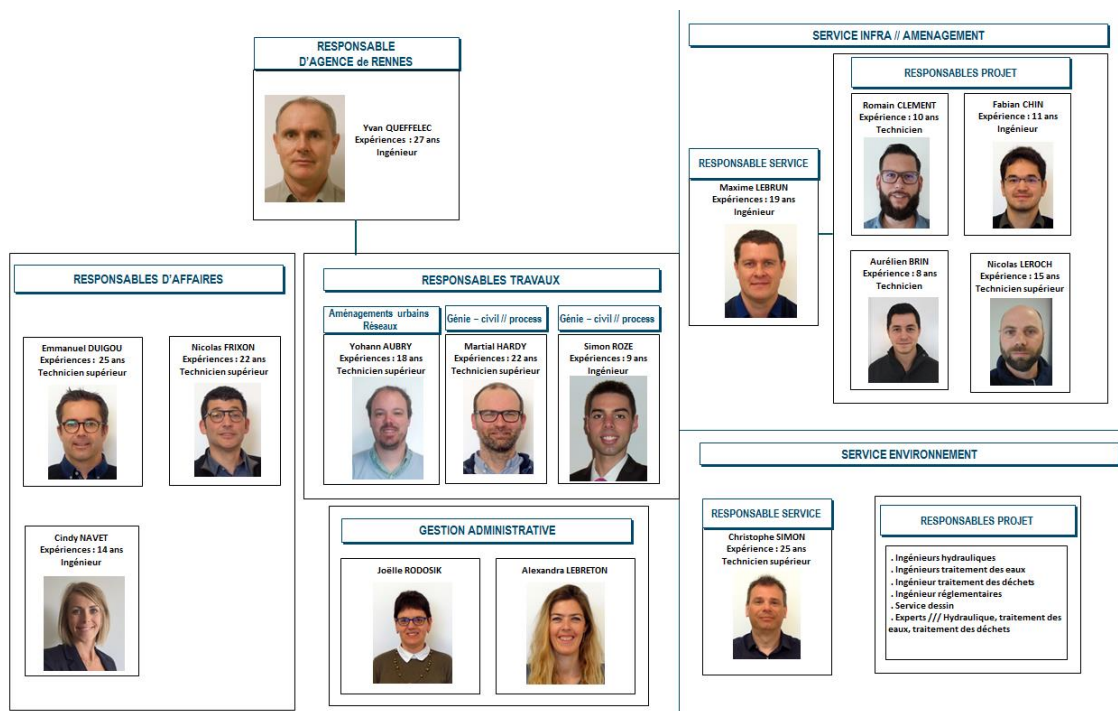 RESPONSABLE
D'AGENCE de RENNES
Yvan QUEFFELEC
Expériences : 27 ans
Ingénieur
RESPONSABLES D'AFFAIRES
Emmanuel DUIGOU
Expériences : 25 ans
Technicien supérieur
Nicolas FRIXON
Expériences : 22 ans
Technicien supérieur
Cindy NAVET
Expériences : 14 ans
Ingénieur
RESPONSABLES TRAVAUX
Aménagements urbains
Réseaux
Yohann AUBRY
Expériences : 18 ans
Technicien supérieur
Génie – civil // process
Martial HARDY
Expériences : 22 ans
Technicien supérieur
Génie – civil // process
Simon ROZE
Expériences : 9 ans
Ingénieur
GESTION ADMINISTRATIVE
Joëlle RODOSIK
Alexandra LEBRETON
SERVICE INFRA // AMENAGEMENT
RESPONSABLE SERVICE
Maxime LEBRUN
Expériences : 19 ans
Ingénieur
RESPONSABLES PROJET
Romain CLEMENT
Expérience : 10 ans
Technicien
Fabian CHIN
Expérience : 11 ans
Ingénieur
Aurélien BRIN
Expérience : 8 ans
Technicien
Nicolas LEROCH
Expérience : 15 ans
Technicien supérieur
SERVICE ENVIRONNEMENT
RESPONSABLE SERVICE
Christophe SIMON
Expérience : 25 ans
Technicien supérieur
RESPONSABLES PROJET
. Ingénieurs hydrauliques
. Ingénieurs traitement des eaux
. Ingénieur traitement des déchets
. Ingénieur réglementaires
. Service dessin
. Experts /// Hydraulique, traitement des
eaux, traitement des déchets